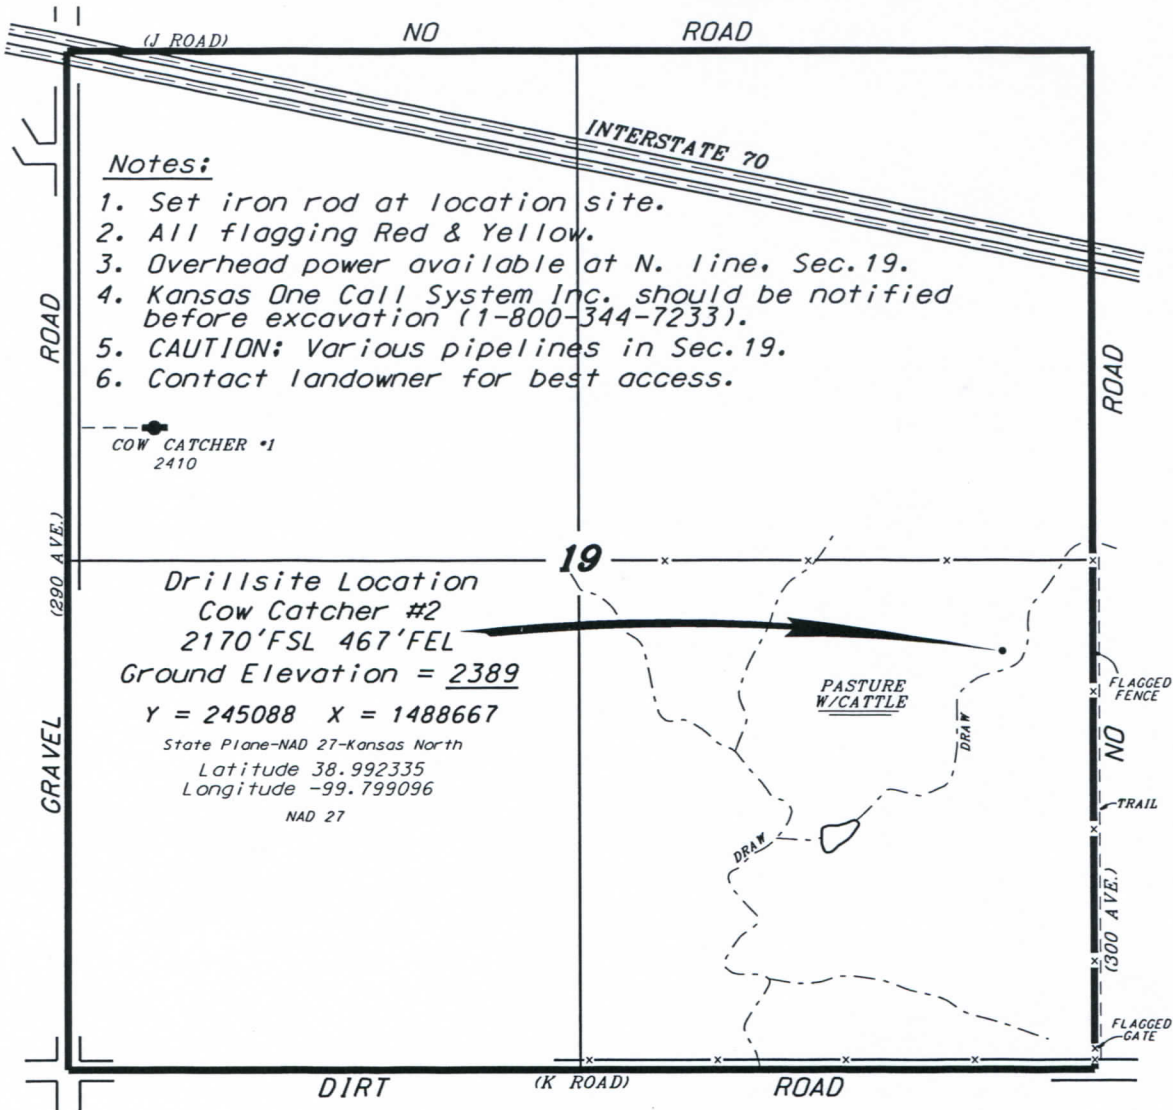 NO ROAD
(J ROAD)
INTERSTATE 70
Notes:
1. Set iron rod at location site.
2. All flagging Red & Yellow.
3. Overhead power available at N. line, Sec.19.
4. Kansas One Call System Inc. should be notified
before excavation (1-800-344-7233).
5. CAUTION: Various pipelines in Sec.19.
6. Contact landowner for best access.
COW CATCHER #1
2410
GRAVEL ROAD
(290 AVE.)
19
Drillsite Location
Cow Catcher #2
2170'FSL 467'FEL
Ground Elevation = 2389
Y = 245088 X = 1488667
State Plane-NAD 27-Kansas North
Latitude 38.992335
Longitude -99.799096
NAD 27
PASTURE
W/CATTLE
DRAW
DRAW
FLAGGED
FENCE
NO ROAD
TRAIL
(300 AVE.)
FLAGGED
GATE
DIRT ROAD
(K ROAD)